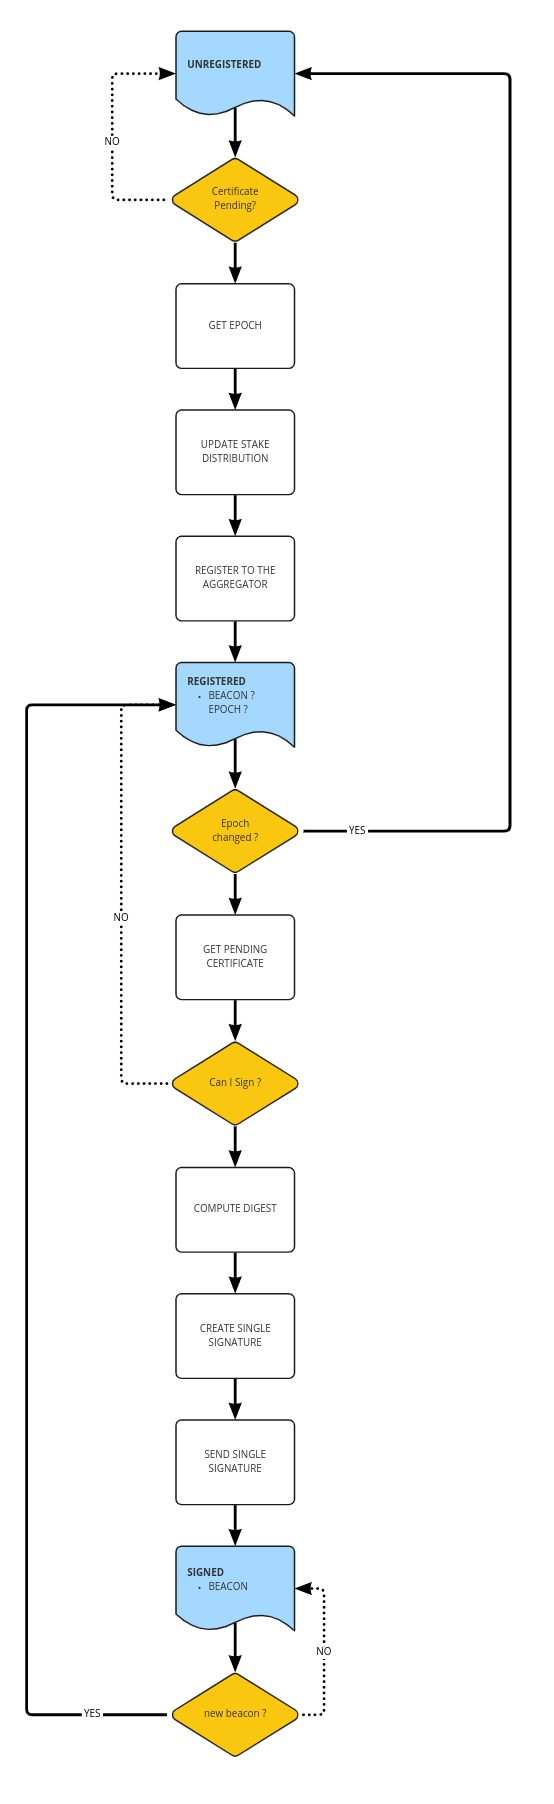 UNREGISTERED
NO
Certificate
Pending?
GET EPOCH
UPDATE STAKE
DISTRIBUTION
REGISTER TO THE
AGGREGATOR
REGISTERED
• BEACON ?
EPOCH ?
Epoch
changed ?
YES
NO
GET PENDING
CERTIFICATE
Can I Sign ?
COMPUTE DIGEST
CREATE SINGLE
SIGNATURE
SEND SINGLE
SIGNATURE
SIGNED
• BEACON
NO
new beacon ?
YES